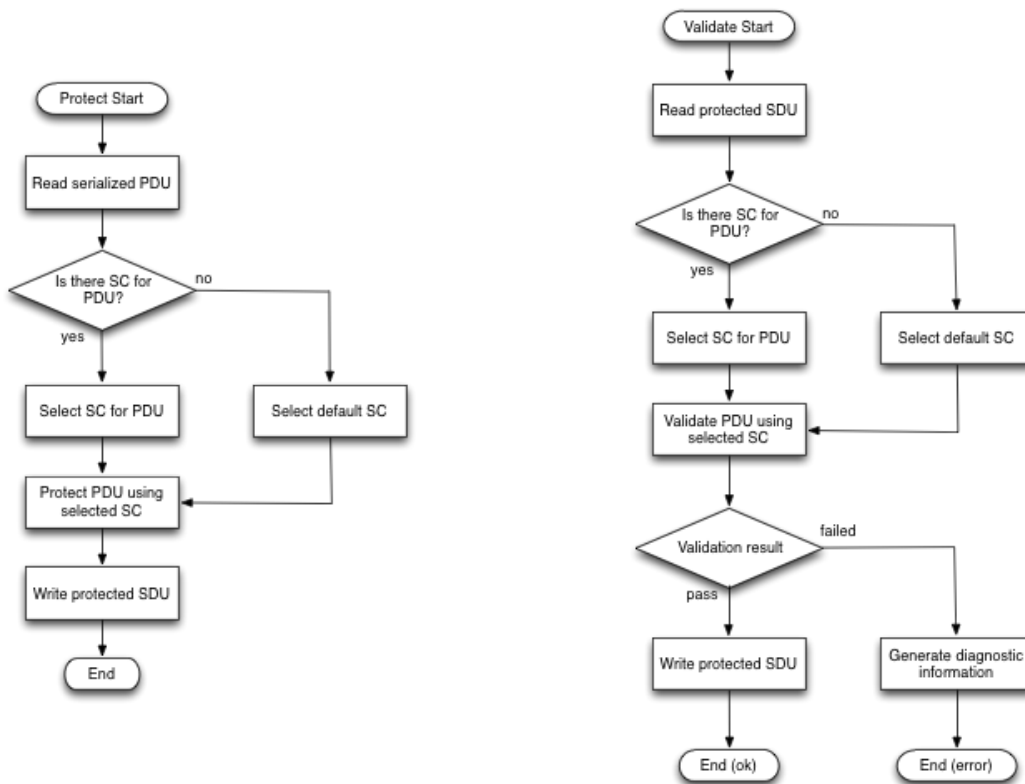 Protect Start
Read serialized PDU
Is there SC for
PDU?
no
yes
Select SC for PDU
Select default SC
Protect PDU using
selected SC
Write protected SDU
End
Validate Start
Read protected SDU
Is there SC for
PDU?
no
yes
Select SC for PDU
Select default SC
Validate PDU using
selected SC
Validation result
failed
pass
Write protected SDU
Generate diagnostic
information
End (ok)
End (error)